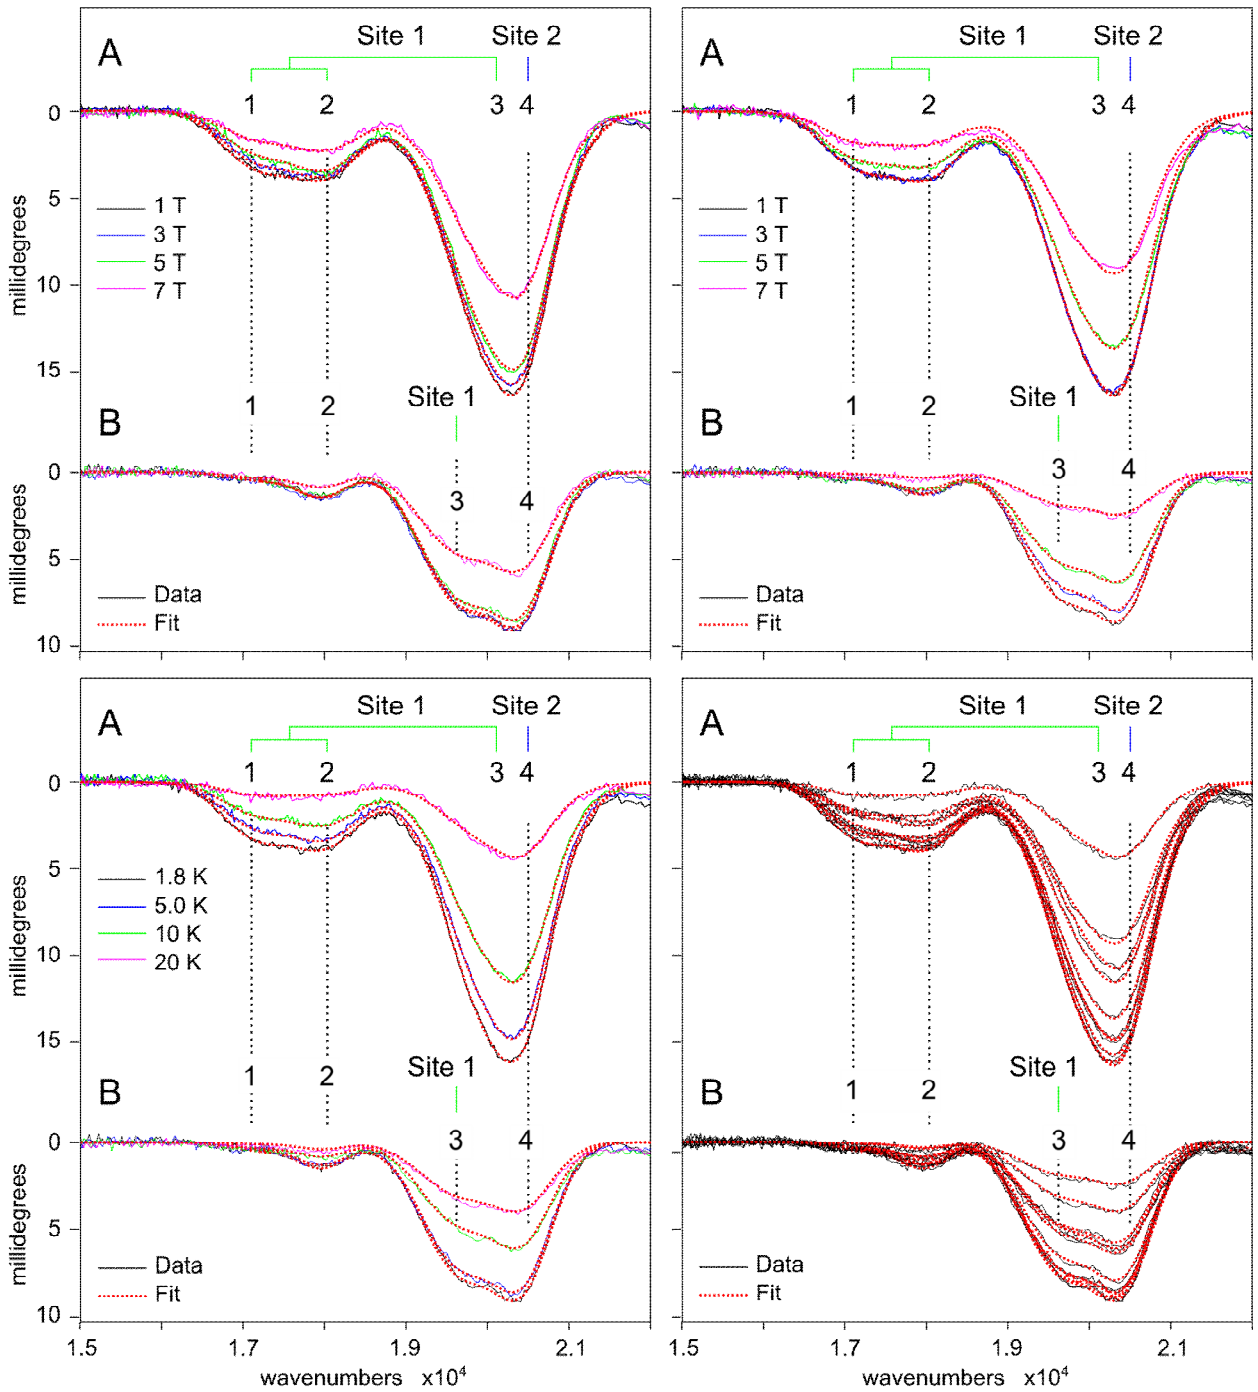 A Site 1 Site 2
1 2 3 4
0
5
10
15
millidegrees
1 T
3 T
5 T
7 T
Site 1
B 1 2
3 4
0
5
10
millidegrees
Data
Fit
A Site 1 Site 2
1 2 3 4
1 T
3 T
5 T
7 T
Site 1
B 1 2
3 4
Data
Fit
A Site 1 Site 2
1 2 3 4
0
5
10
15
millidegrees
1.8 K
5.0 K
10 K
20 K
Site 1
B 1 2
3 4
0
5
10
millidegrees
Data
Fit
1.5 1.7 1.9 2.1
wavenumbers x10⁴
A Site 1 Site 2
1 2 3 4
Site 1
B 1 2
3 4
Data
Fit
1.5 1.7 1.9 2.1
wavenumbers x10⁴